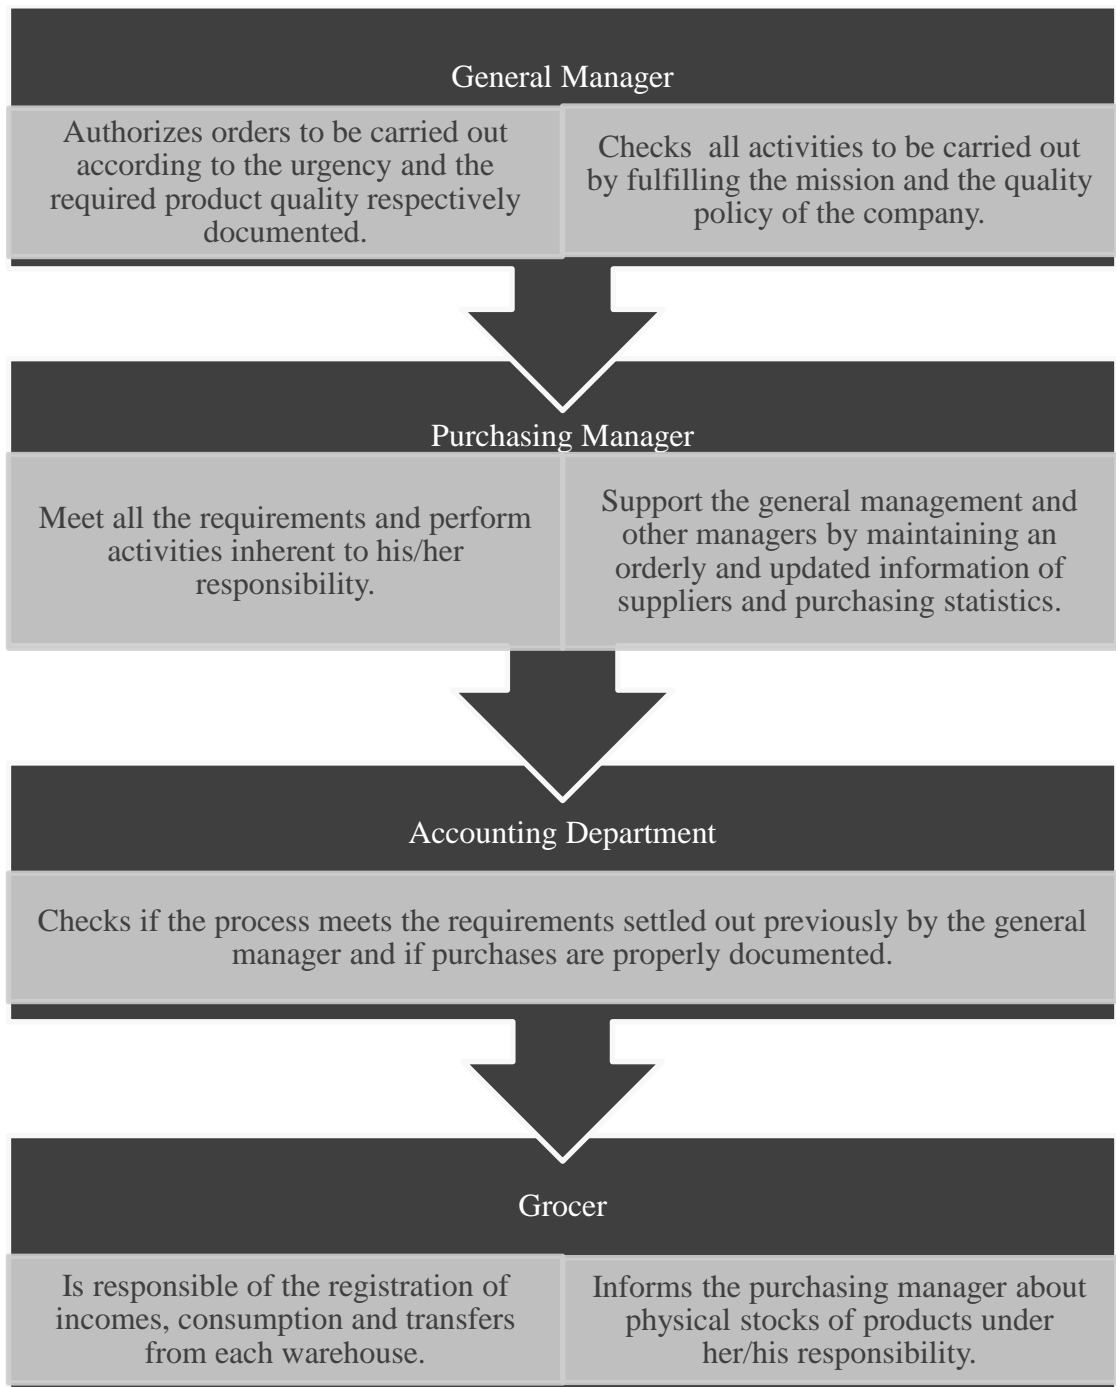 General Manager
Authorizes orders to be carried out
according to the urgency and the
required product quality respectively
documented.
Checks  all activities to be carried out
by fulfilling the mission and the quality
policy of the company.
Purchasing Manager
Meet all the requirements and perform
activities inherent to his/her
responsibility.
Support the general management and
other managers by maintaining an
orderly and updated information of
suppliers and purchasing statistics.
Accounting Department
Checks if the process meets the requirements settled out previously by the general
manager and if purchases are properly documented.
Grocer
Is responsible of the registration of
incomes, consumption and transfers
from each warehouse.
Informs the purchasing manager about
physical stocks of products under
her/his responsibility.